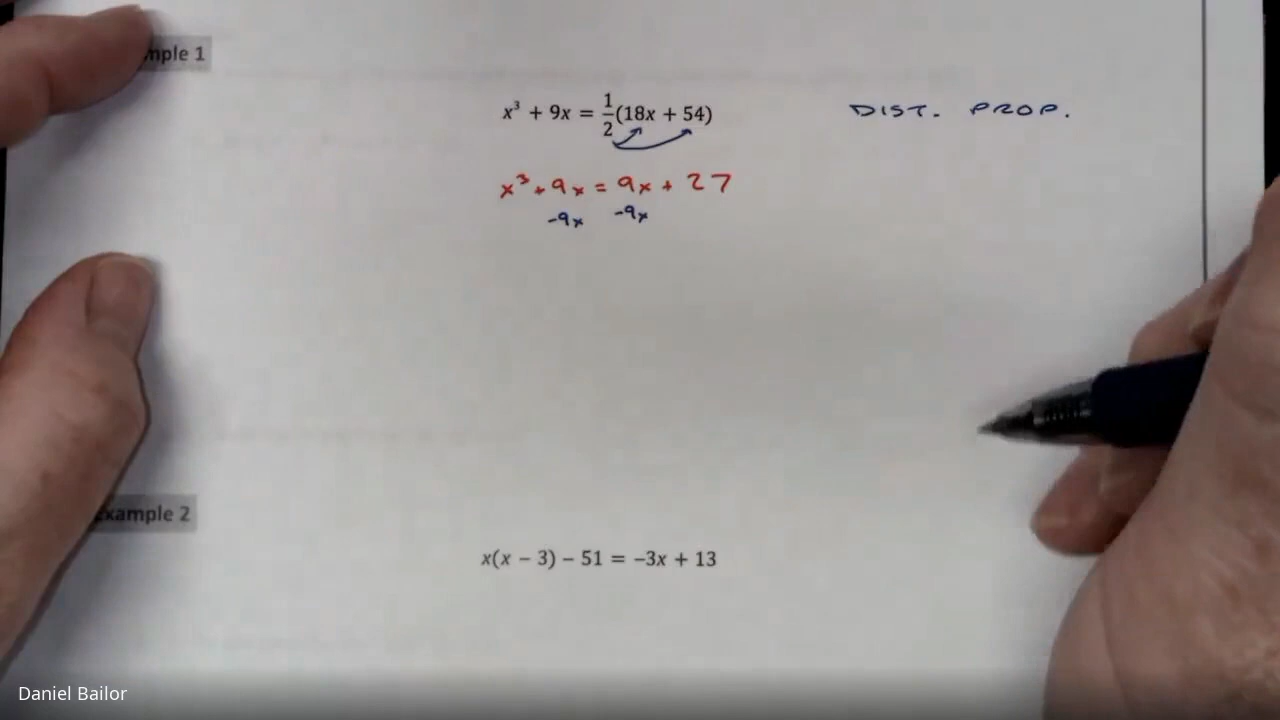 mple 1
x³ + 9x = 1/2(18x + 54) DIST. PROP.
x³ + 9x = 9x + 27
-9x -9x
xample 2
x(x − 3) − 51 = −3x + 13
Daniel Bailor